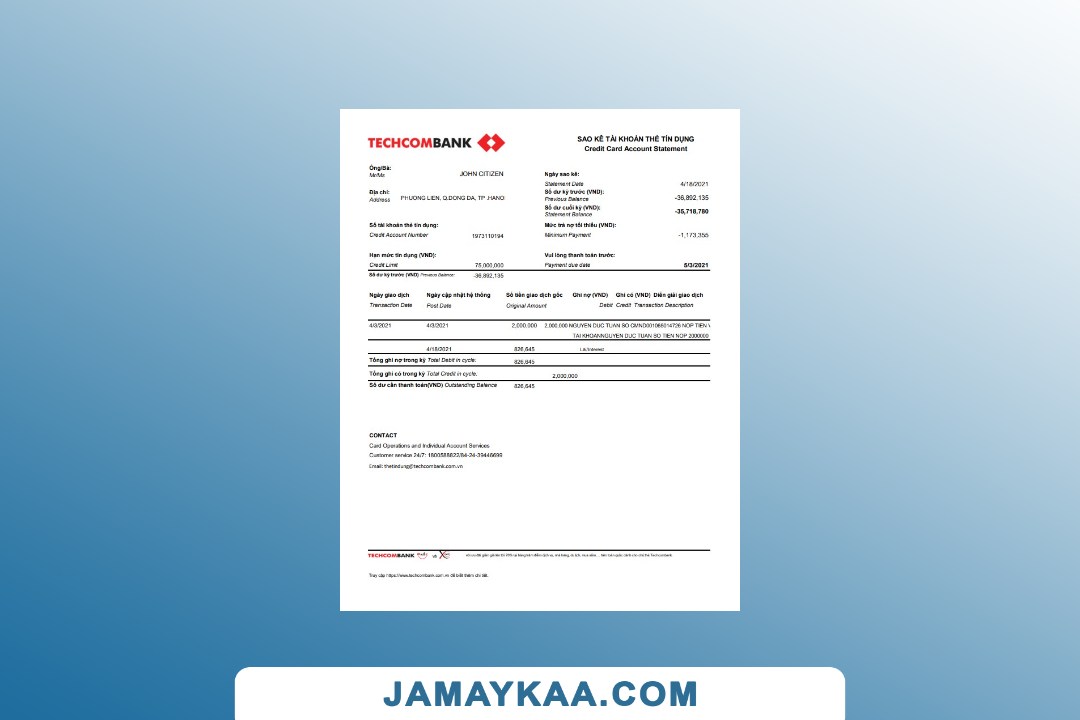 TECHCOMBANK
SAO KÊ TÀI KHOẢN THẺ TÍN DỤNG
Credit Card Account Statement
Ông/Bà:
Mr/Ms:
JOHN CITIZEN
Địa chỉ:
Address
PHUONG LIEN, Q.DONG DA, TP .HANO
Ngày sao kê:
Statement Date
4/18/2021
Số dư kỳ trước (VND):
Previous Balance
-36,892,135
Số dư cuối kỳ (VND):
Statement Balance
-35,718,780
Số tài khoản thẻ tín dụng:
Credit Account Number
1973110194
Mức trả nợ tối thiểu (VND):
Minimum Payment
-1,173,355
Hạn mức tín dụng (VND):
Credit Limit
75,000,000
Vui lòng thanh toán trước:
Payment due date
5/3/2021
Số dư kỳ trước (VND) Previous Balance:
-36,892,135
Ngày giao dịch Ngày cập nhật hệ thống Số tiền giao dịch gốc Ghi nợ (VND) Ghi có (VND) Diễn giải giao dịch
Transaction Date Post Date Original Amount Debit Credit Transaction Description
4/3/2021 4/3/2021 2,000,000 2,000,000 NGUYEN DUC TUAN SO CMND001066014726 NOP TIEN
TAI KHOANNGUYEN DUC TUAN SO TIEN NOP 2000000
4/18/2021 826,645 Lãi/Interest
Tổng ghi nợ trong kỳ Total Debit in cycle: 826,645
Tổng ghi có trong kỳ Total Credit in cycle. 2,000,000
Số dư cần thanh toán(VND) Outstanding Balance 826,645
CONTACT
Card Operations and Individual Account Services
Customer service 24/7: 1800588822/84-24-39446699
Email: thetindung@techcombank.com.vn
TECHCOMBANK
Truy cập https://www.techcombank.com.vn để biết thêm chi tiết.
JAMAYKAA.COM